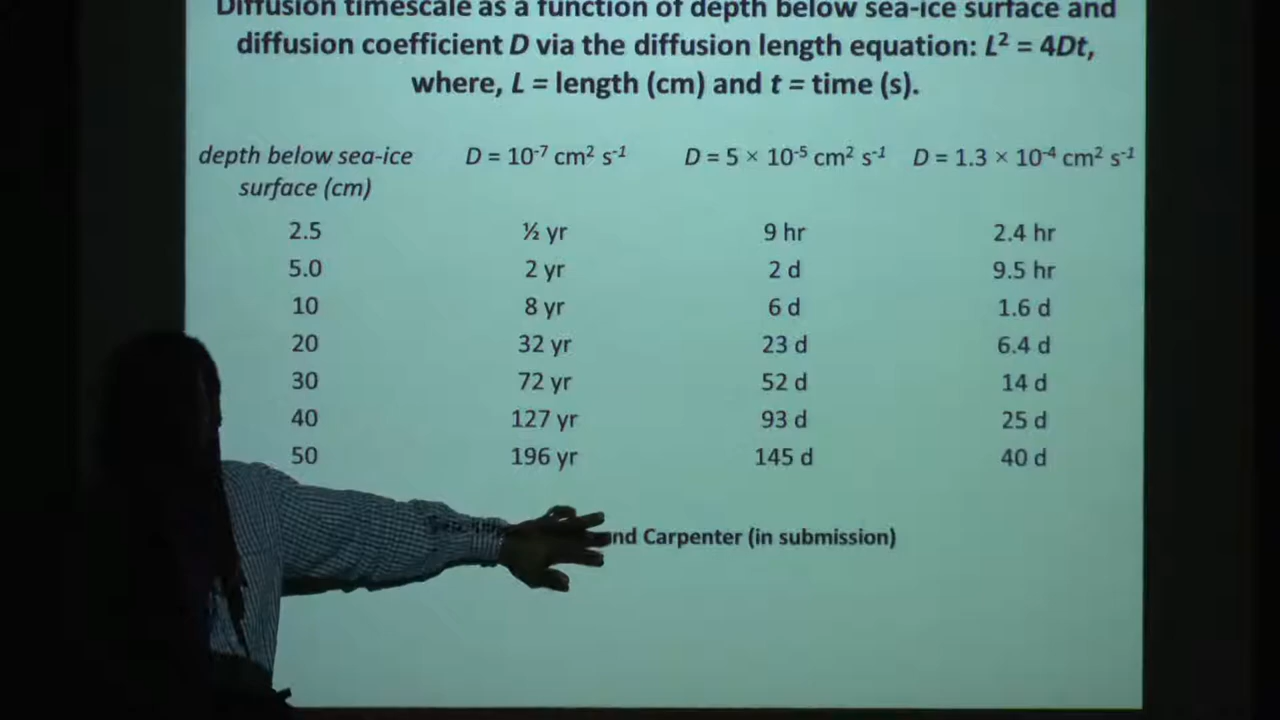 Diffusion timescale as a function of depth below sea-ice surface and
diffusion coefficient D via the diffusion length equation: L² = 4Dt,
where, L = length (cm) and t = time (s).
depth below sea-ice surface (cm) D = 10⁻⁷ cm² s⁻¹ D = 5 × 10⁻⁵ cm² s⁻¹ D = 1.3 × 10⁻⁴ cm² s⁻¹
2.5 ½ yr 9 hr 2.4 hr
5.0 2 yr 2 d 9.5 hr
10 8 yr 6 d 1.6 d
20 32 yr 23 d 6.4 d
30 72 yr 52 d 14 d
40 127 yr 93 d 25 d
50 196 yr 145 d 40 d
Carpenter (in submission)